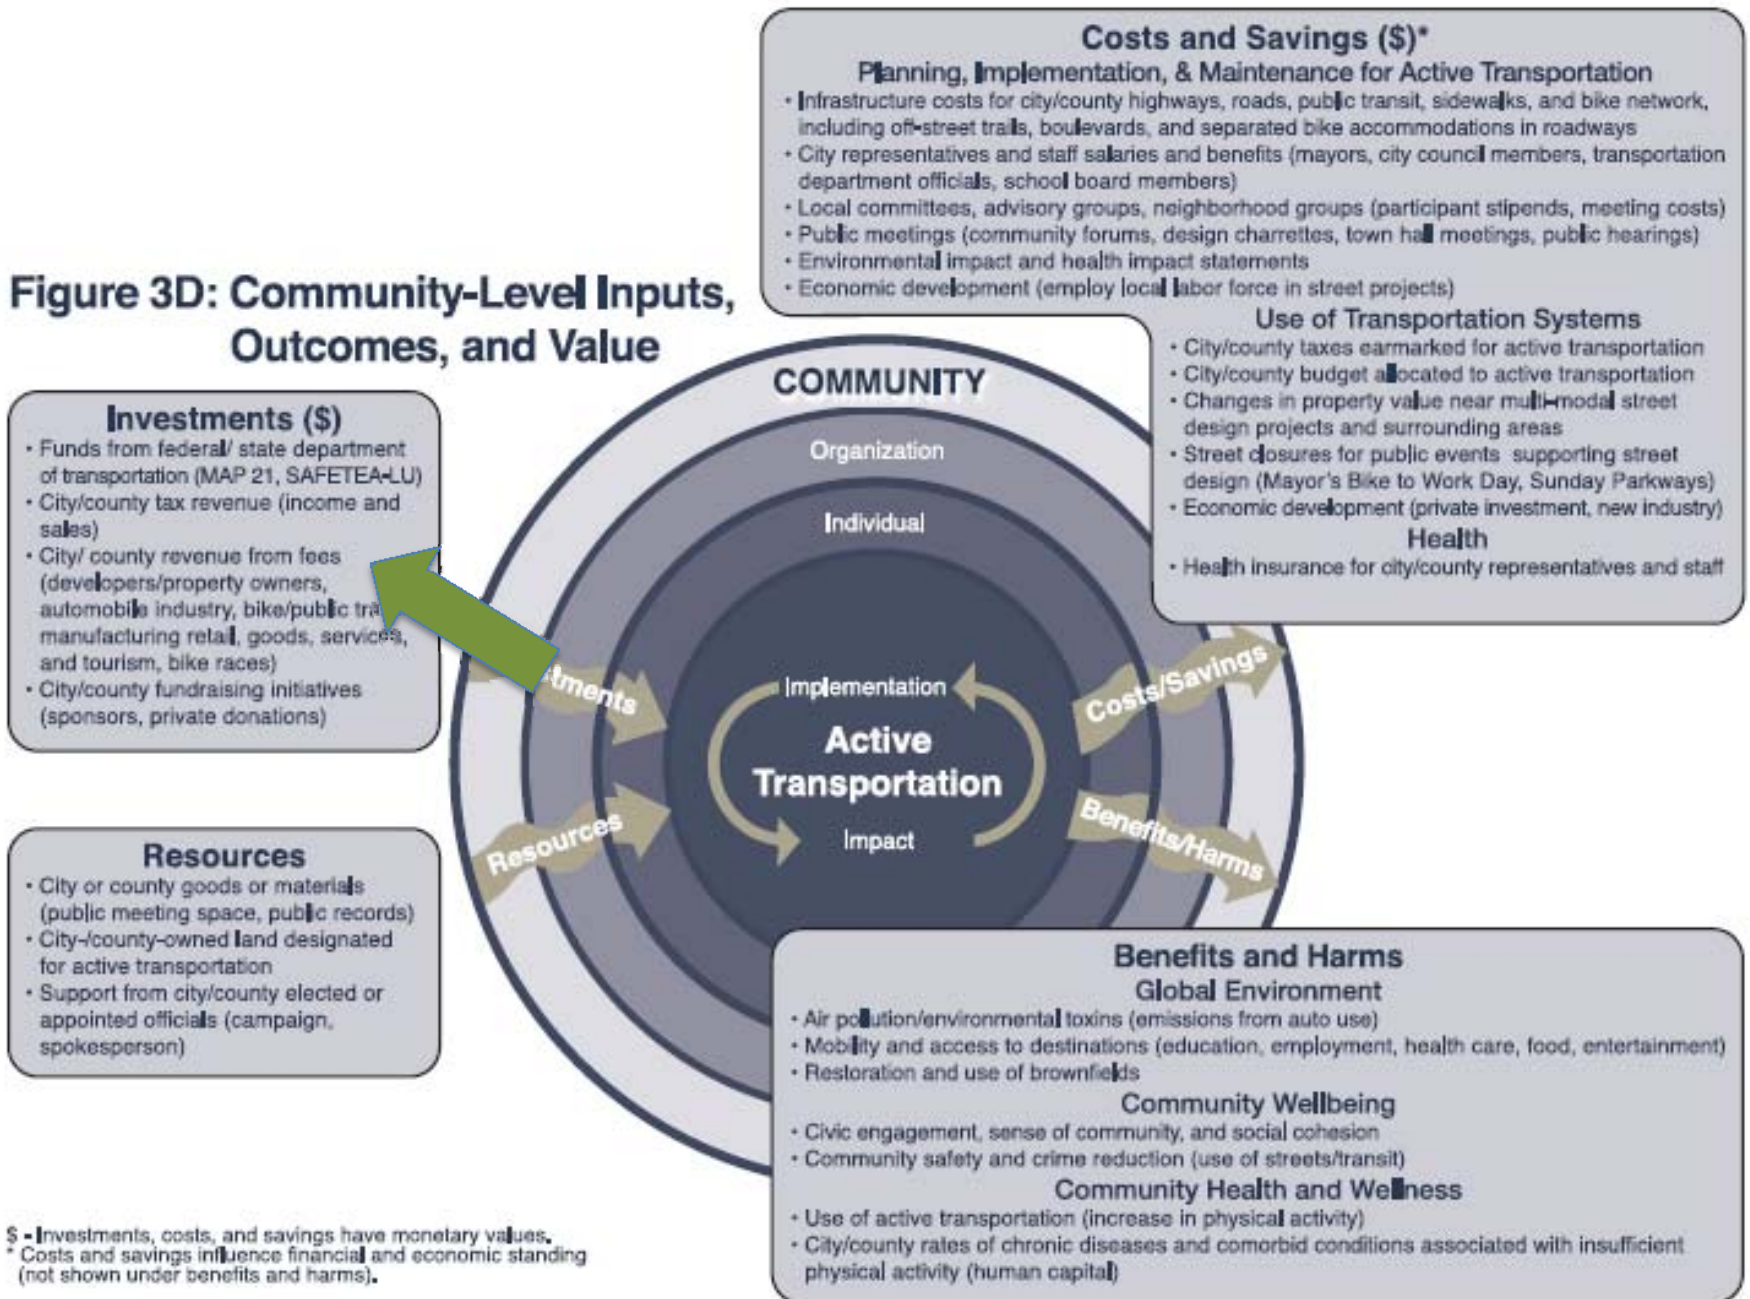 Costs and Savings ($)*
Planning, Implementation, & Maintenance for Active Transportation
• Infrastructure costs for city/county highways, roads, public transit, sidewalks, and bike network,
including off-street trails, boulevards, and separated bike accommodations in roadways
• City representatives and staff salaries and benefits (mayors, city council members, transportation
department officials, school board members)
• Local committees, advisory groups, neighborhood groups (participant stipends, meeting costs)
• Public meetings (community forums, design charrettes, town hall meetings, public hearings)
• Environmental impact and health impact statements
• Economic development (employ local labor force in street projects)
Use of Transportation Systems
• City/county taxes earmarked for active transportation
• City/county budget allocated to active transportation
• Changes in property value near multi-modal street
design projects and surrounding areas
• Street closures for public events supporting street
design (Mayor's Bike to Work Day, Sunday Parkways)
• Economic development (private investment, new industry)
Health
• Health insurance for city/county representatives and staff
Figure 3D: Community-Level Inputs,
Outcomes, and Value
Investments ($)
• Funds from federal/ state department
of transportation (MAP 21, SAFETEA-LU)
• City/county tax revenue (income and
sales)
• City/ county revenue from fees
(developers/property owners,
automobile industry, bike/public
manufacturing retail, goods, services,
and tourism, bike races)
• City/county fundraising initiatives
(sponsors, private donations)
Resources
• City or county goods or materials
(public meeting space, public records)
• City-/county-owned land designated
for active transportation
• Support from city/county elected or
appointed officials (campaign,
spokesperson)
COMMUNITY
Organization
Individual
tments
Resources
Implementation
Active
Transportation
Impact
Costs/Savings
Benefits/Harms
Benefits and Harms
Global Environment
• Air pollution/environmental toxins (emissions from auto use)
• Mobility and access to destinations (education, employment, health care, food, entertainment)
• Restoration and use of brownfields
Community Wellbeing
• Civic engagement, sense of community, and social cohesion
• Community safety and crime reduction (use of streets/transit)
Community Health and Wellness
• Use of active transportation (increase in physical activity)
• City/county rates of chronic diseases and comorbid conditions associated with insufficient
physical activity (human capital)
$ - Investments, costs, and savings have monetary values.
* Costs and savings influence financial and economic standing
(not shown under benefits and harms).